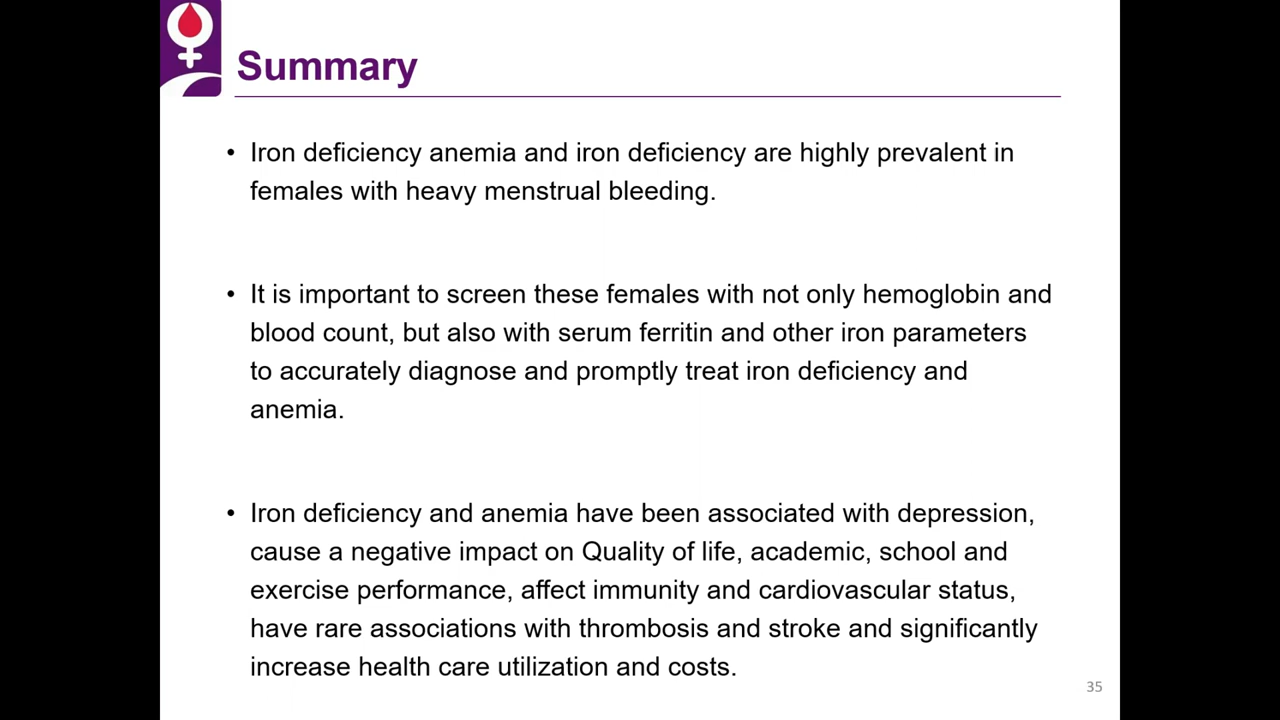 Summary
• Iron deficiency anemia and iron deficiency are highly prevalent in
females with heavy menstrual bleeding.
• It is important to screen these females with not only hemoglobin and
blood count, but also with serum ferritin and other iron parameters
to accurately diagnose and promptly treat iron deficiency and
anemia.
• Iron deficiency and anemia have been associated with depression,
cause a negative impact on Quality of life, academic, school and
exercise performance, affect immunity and cardiovascular status,
have rare associations with thrombosis and stroke and significantly
increase health care utilization and costs.
35